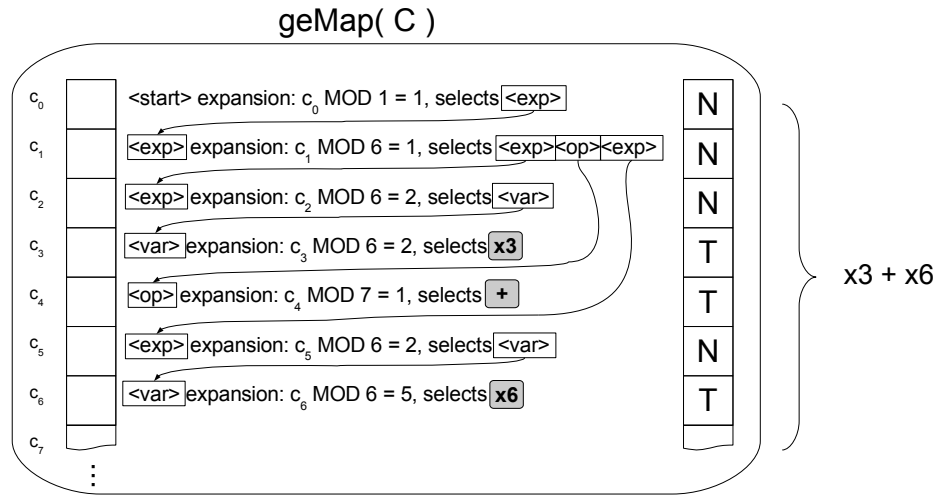 geMap( C )
c0 <start> expansion: c0 MOD 1 = 1, selects <exp> N
c1 <exp> expansion: c1 MOD 6 = 1, selects <exp><op><exp> N
c2 <exp> expansion: c2 MOD 6 = 2, selects <var> N
c3 <var> expansion: c3 MOD 6 = 2, selects x3 T
x3 + x6
c4 <op> expansion: c4 MOD 7 = 1, selects + T
c5 <exp> expansion: c5 MOD 6 = 2, selects <var> N
c6 <var> expansion: c6 MOD 6 = 5, selects x6 T
c7
⋮